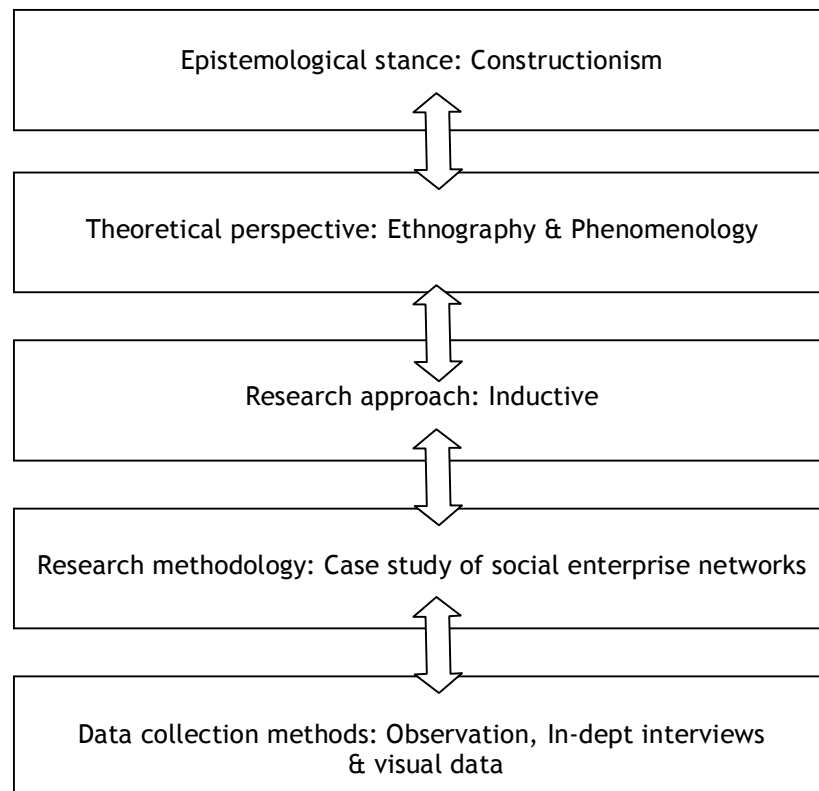 Epistemological stance: Constructionism
Theoretical perspective: Ethnography & Phenomenology
Research approach: Inductive
Research methodology: Case study of social enterprise networks
Data collection methods: Observation, In-dept interviews
& visual data